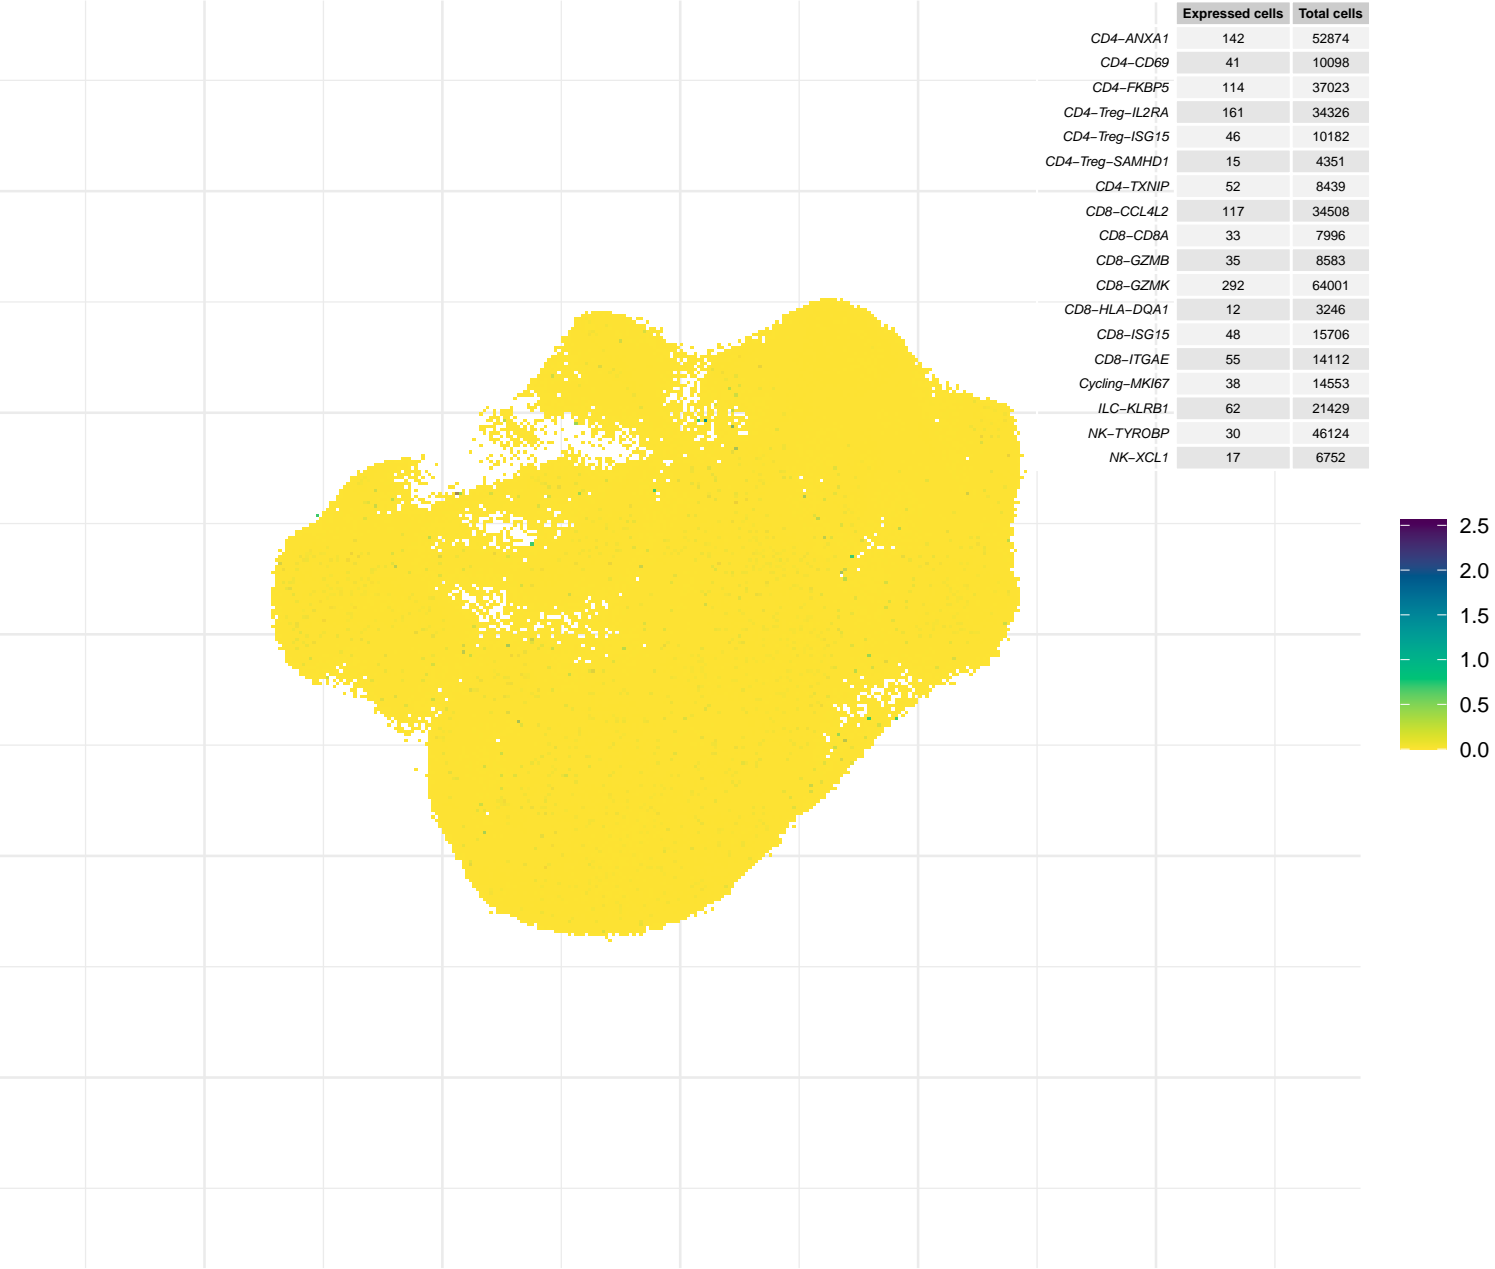 Expressed cells Total cells
CD4−ANXA1 142 52874
CD4−CD69 41 10098
CD4−FKBP5 114 37023
CD4−Treg−IL2RA 161 34326
CD4−Treg−ISG15 46 10182
CD4−Treg−SAMHD1 15 4351
CD4−TXNIP 52 8439
CD8−CCL4L2 117 34508
CD8−CD8A 33 7996
CD8−GZMB 35 8583
CD8−GZMK 292 64001
CD8−HLA−DQA1 12 3246
CD8−ISG15 48 15706
CD8−ITGAE 55 14112
Cycling−MKI67 38 14553
ILC−KLRB1 62 21429
NK−TYROBP 30 46124
NK−XCL1 17 6752
2.5
2.0
1.5
1.0
0.5
0.0